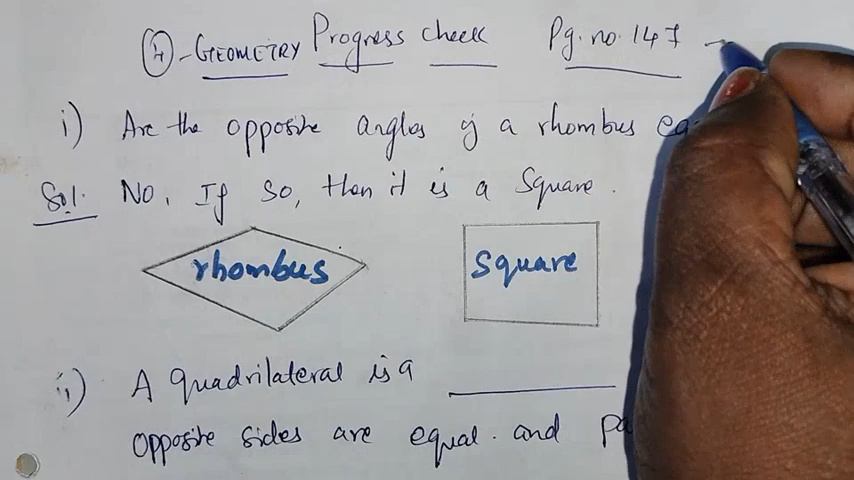 4 - GEOMETRY Progress check Pg. no. 147
i) Are the opposite angles of a rhombus
Sol. No. If so, then it is a square.
rhombus square
ii) A quadrilateral is a
opposite sides are equal. and